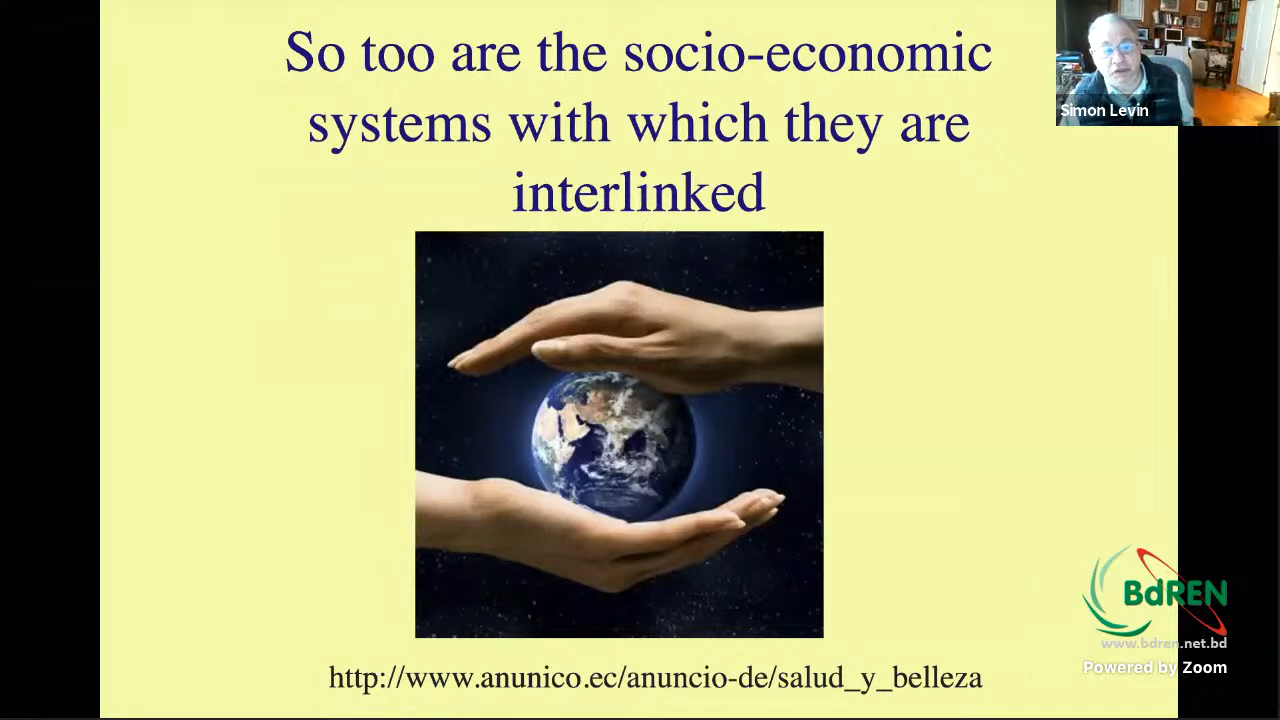 So too are the socio-economic
systems with which they are
interlinked
Simon Levin
http://www.anunico.ec/anuncio-de/salud_y_belleza
BdREN
www.bdren.net.bd
Powered by Zoom